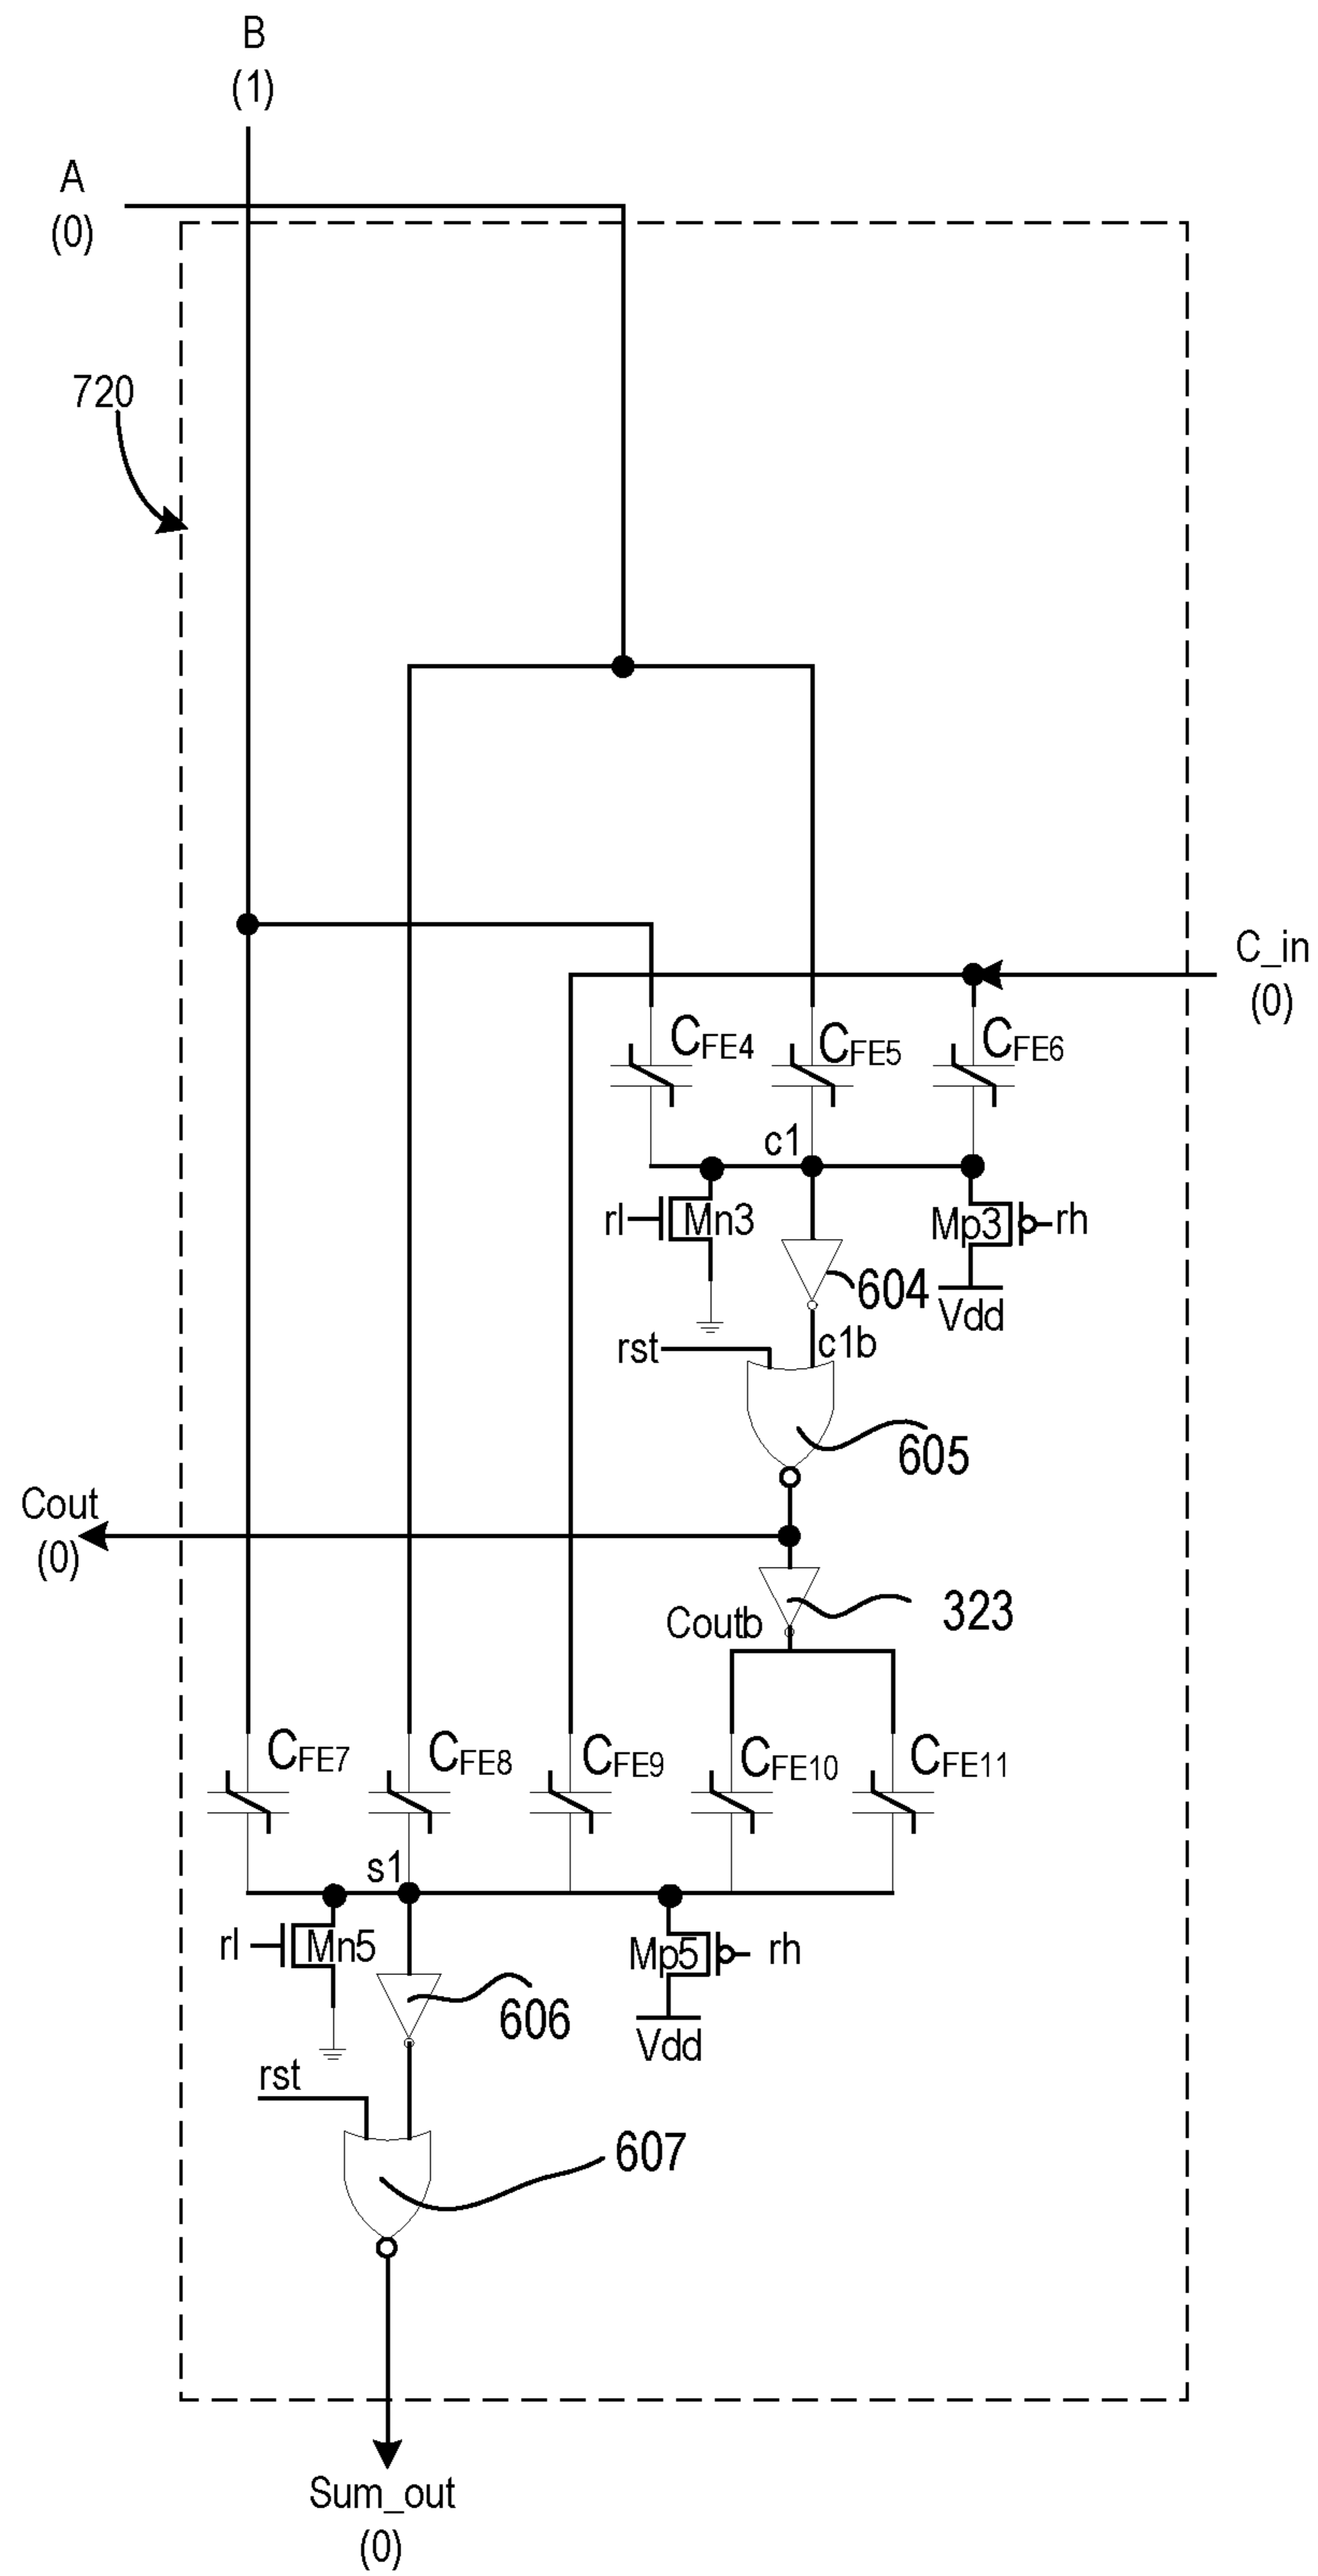 B
(1)
A
(0)
720
C_in
(0)
CFE4
CFE5
CFE6
c1
rl
Mn3
Mp3
rh
604
Vdd
rst
c1b
605
Cout
(0)
323
Coutb
CFE7
CFE8
CFE9
CFE10
CFE11
s1
rl
Mn5
Mp5
rh
606
Vdd
rst
607
Sum_out
(0)